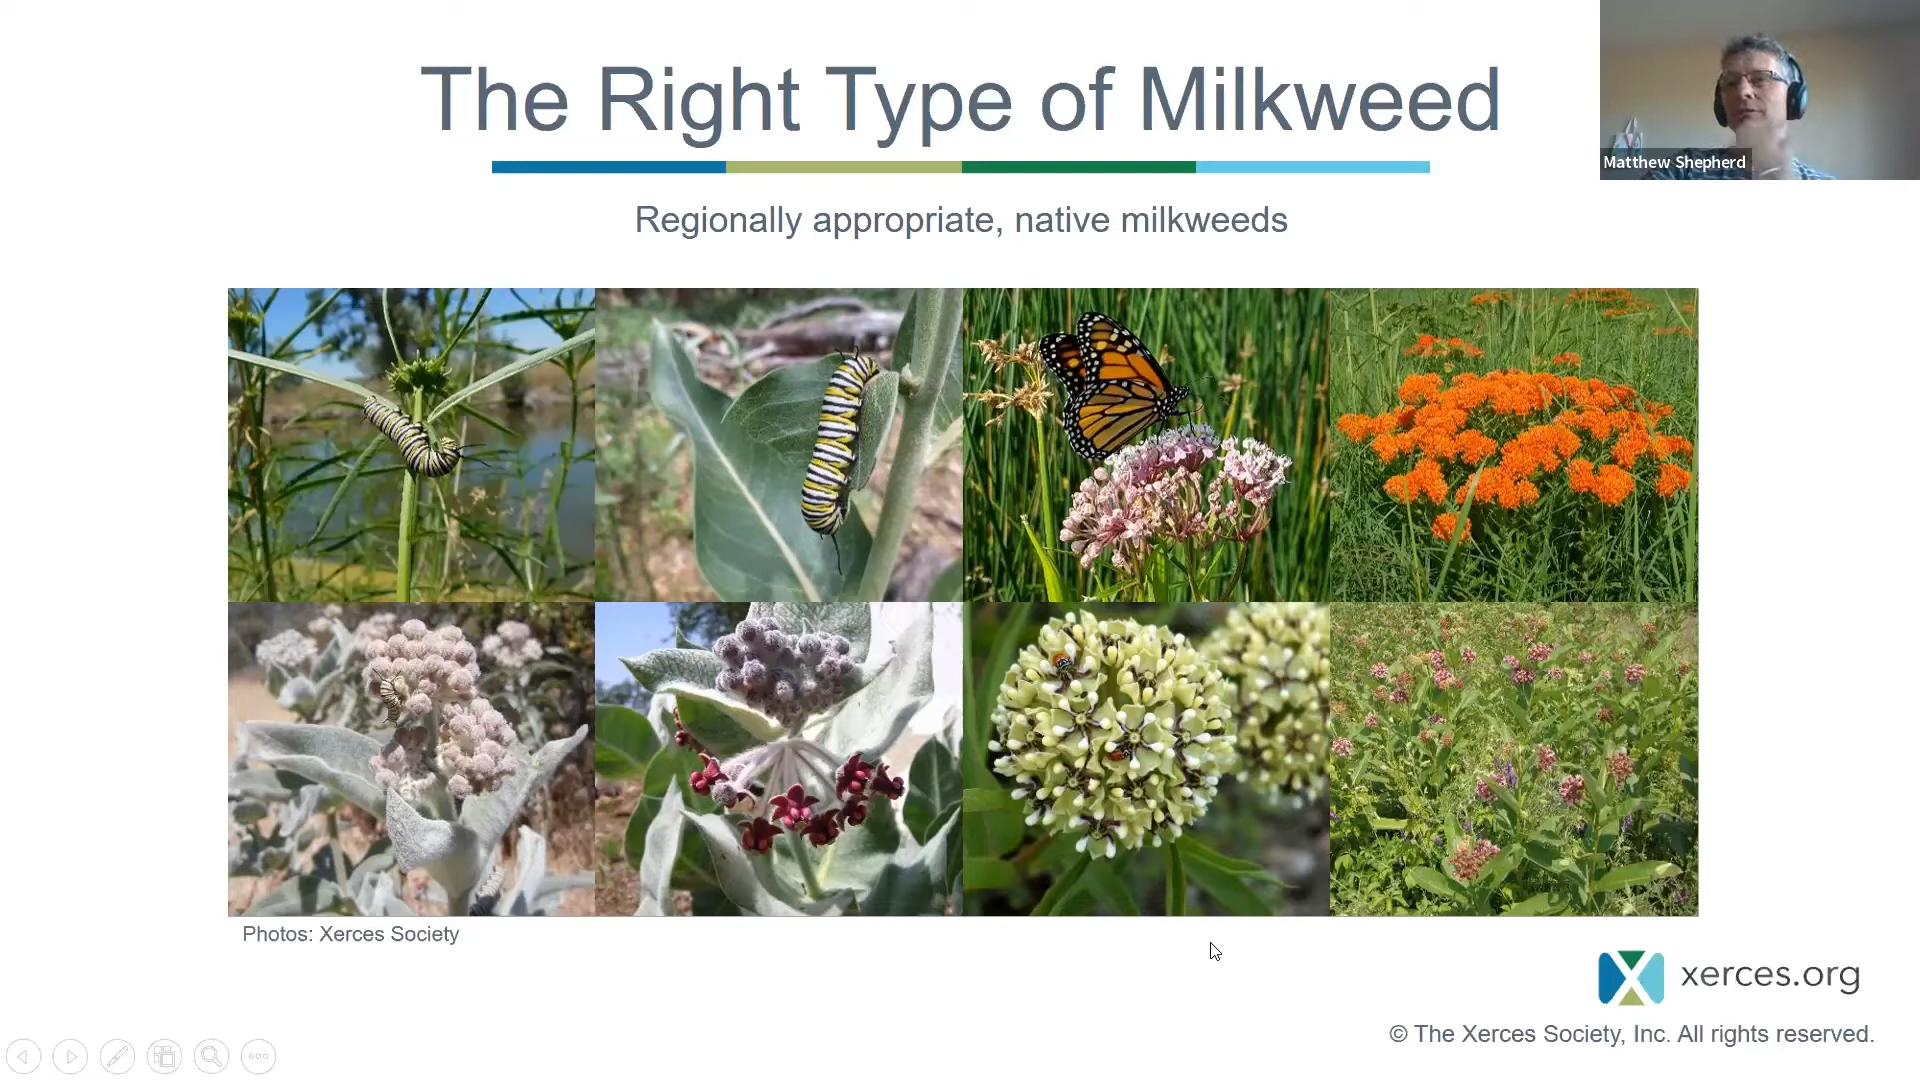 The Right Type of Milkweed
Matthew Shepherd
Regionally appropriate, native milkweeds
Photos: Xerces Society
xerces.org
© The Xerces Society, Inc. All rights reserved.